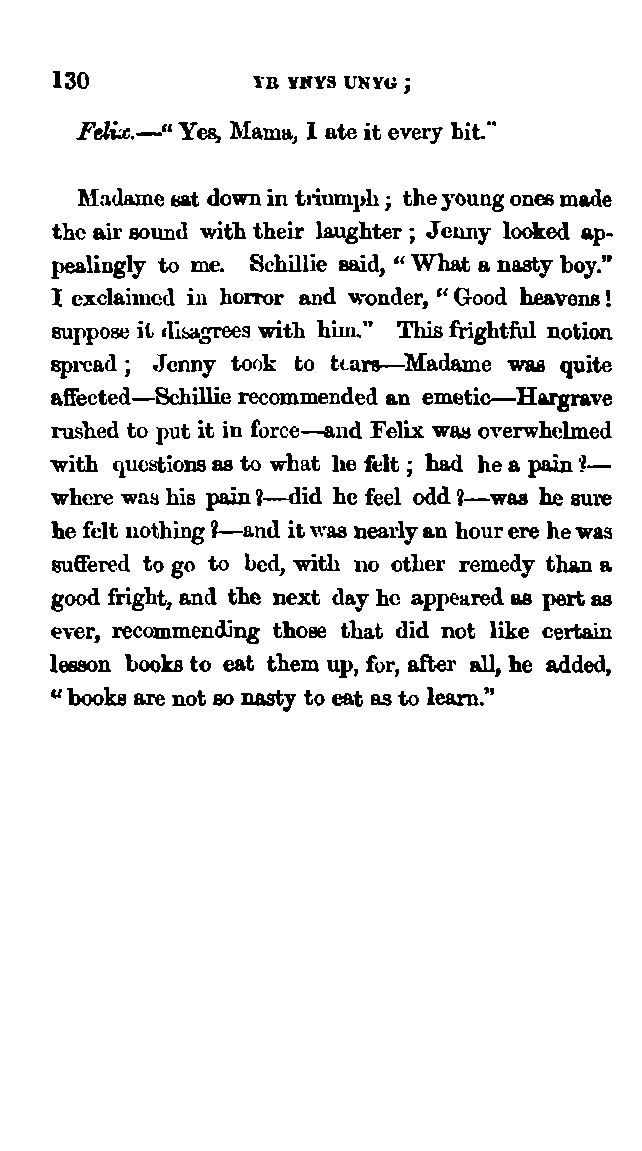 130 YR YNYS UNYG ;
Felix.—“ Yes, Mama, I ate it every bit.”
Madame sat down in triumph ; the young ones made
the air sound with their laughter ; Jenny looked ap-
pealingly to me. Schillie said, “ What a nasty boy.”
I exclaimed in horror and wonder, “ Good heavens !
suppose it disagrees with him.” This frightful notion
spread ; Jenny took to tears—Madame was quite
affected—Schillie recommended an emetic—Hargrave
rushed to put it in force—and Felix was overwhelmed
with questions as to what he felt ; had he a pain ?—
where was his pain ?—did he feel odd ?—was he sure
he felt nothing ?—and it was nearly an hour ere he was
suffered to go to bed, with no other remedy than a
good fright, and the next day he appeared as pert as
ever, recommending those that did not like certain
lesson books to eat them up, for, after all, he added,
“ books are not so nasty to eat as to learn.”